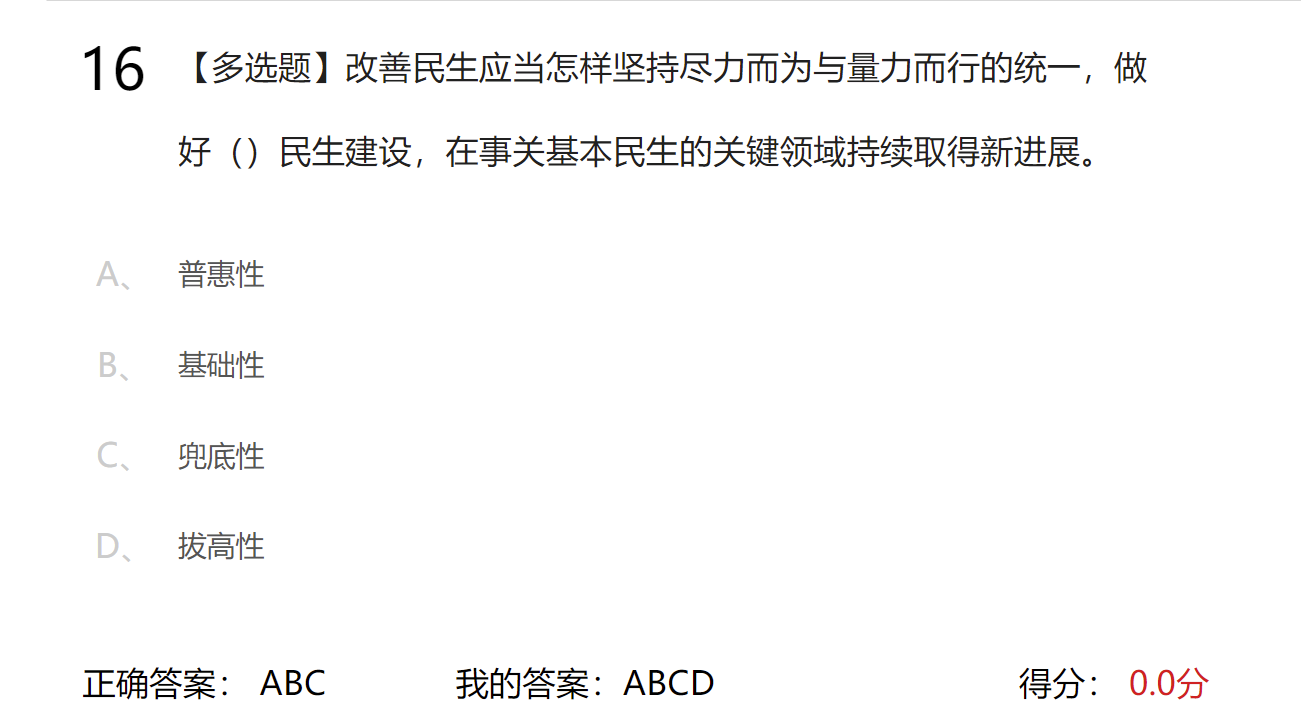 16 【多选题】改善民生应当怎样坚持尽力而为与量力而行的统一，做
好（）民生建设，在事关基本民生的关键领域持续取得新进展。
A、 普惠性
B、 基础性
C、 兜底性
D、 拔高性
正确答案： ABC 我的答案：ABCD 得分： 0.0分